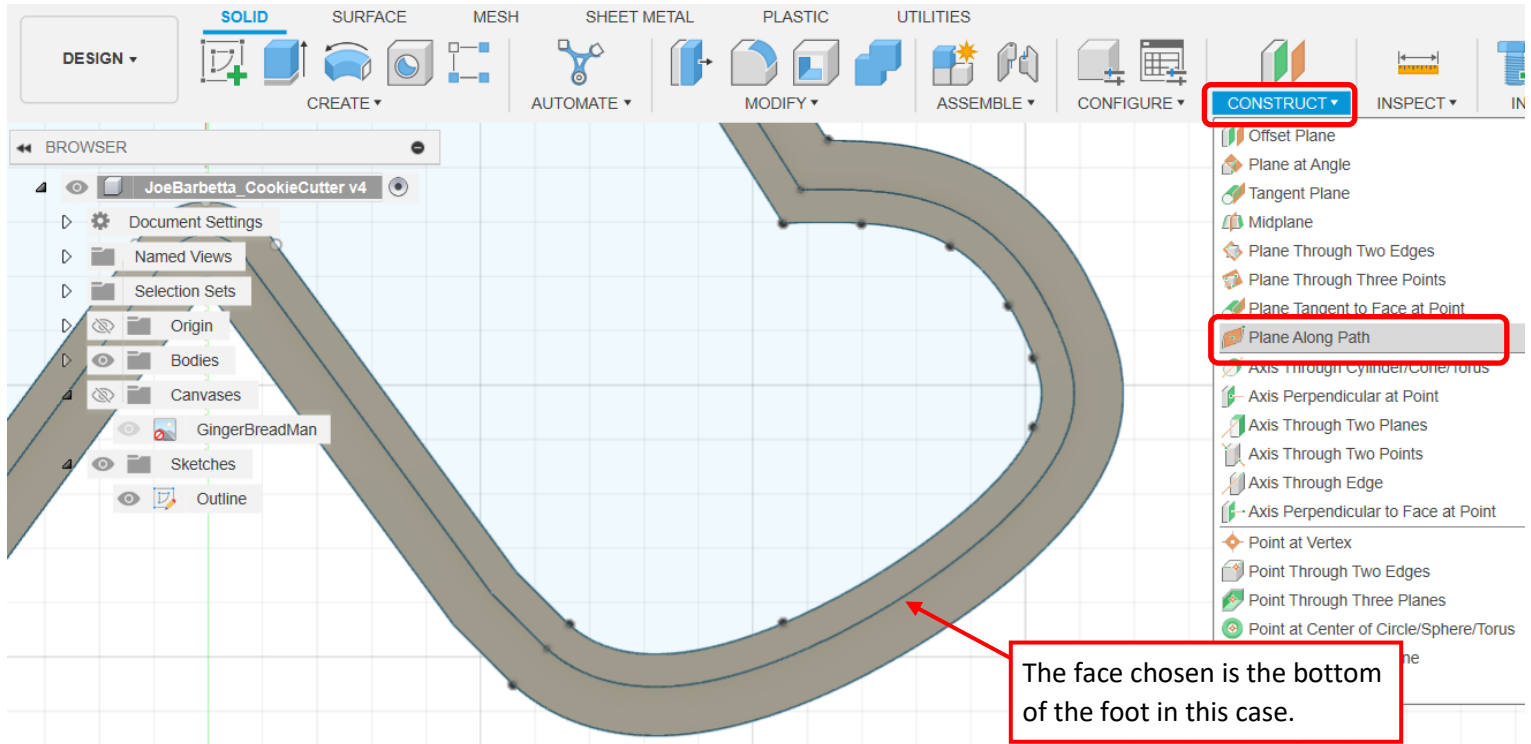 SOLID SURFACE MESH SHEET METAL PLASTIC UTILITIES
DESIGN
CREATE AUTOMATE MODIFY ASSEMBLE CONFIGURE CONSTRUCT INSPECT IN
BROWSER
JoeBarbetta_CookieCutter v4
Document Settings
Named Views
Selection Sets
Origin
Bodies
Canvases
GingerBreadMan
Sketches
Outline
Offset Plane
Plane at Angle
Tangent Plane
Midplane
Plane Through Two Edges
Plane Through Three Points
Plane Tangent to Face at Point
Plane Along Path
Axis Through Cylinder/Cone/Torus
Axis Perpendicular at Point
Axis Through Two Planes
Axis Through Two Points
Axis Through Edge
Axis Perpendicular to Face at Point
Point at Vertex
Point Through Two Edges
Point Through Three Planes
Point at Center of Circle/Sphere/Torus
ne
The face chosen is the bottom
of the foot in this case.